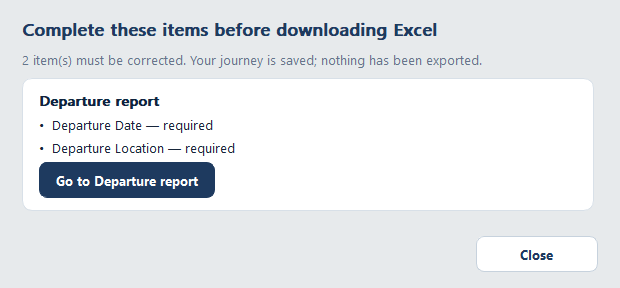 Complete these items before downloading Excel
2 item(s) must be corrected. Your journey is saved; nothing has been exported.
Departure report
• Departure Date — required
• Departure Location — required
Go to Departure report
Close